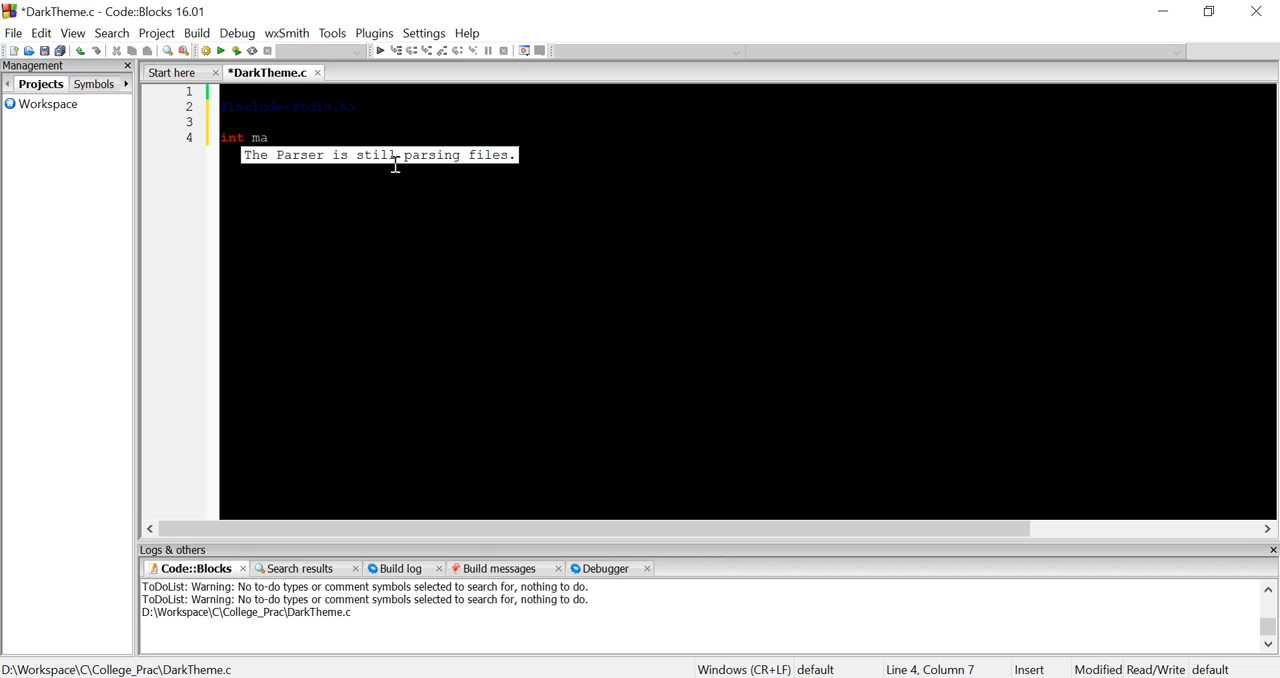 *DarkTheme.c - Code::Blocks 16.01
File Edit View Search Project Build Debug wxSmith Tools Plugins Settings Help
Management
Start here *DarkTheme.c
Projects Symbols
Workspace
1
2 #include<stdio.h>
3
4 int ma
The Parser is still parsing files.
Logs & others
Code::Blocks Search results Build log Build messages Debugger
ToDoList: Warning: No to-do types or comment symbols selected to search for, nothing to do.
ToDoList: Warning: No to-do types or comment symbols selected to search for, nothing to do.
D:\Workspace\C\College_Prac\DarkTheme.c
D:\Workspace\C\College_Prac\DarkTheme.c Windows (CR+LF) default Line 4, Column 7 Insert Modified Read/Write default